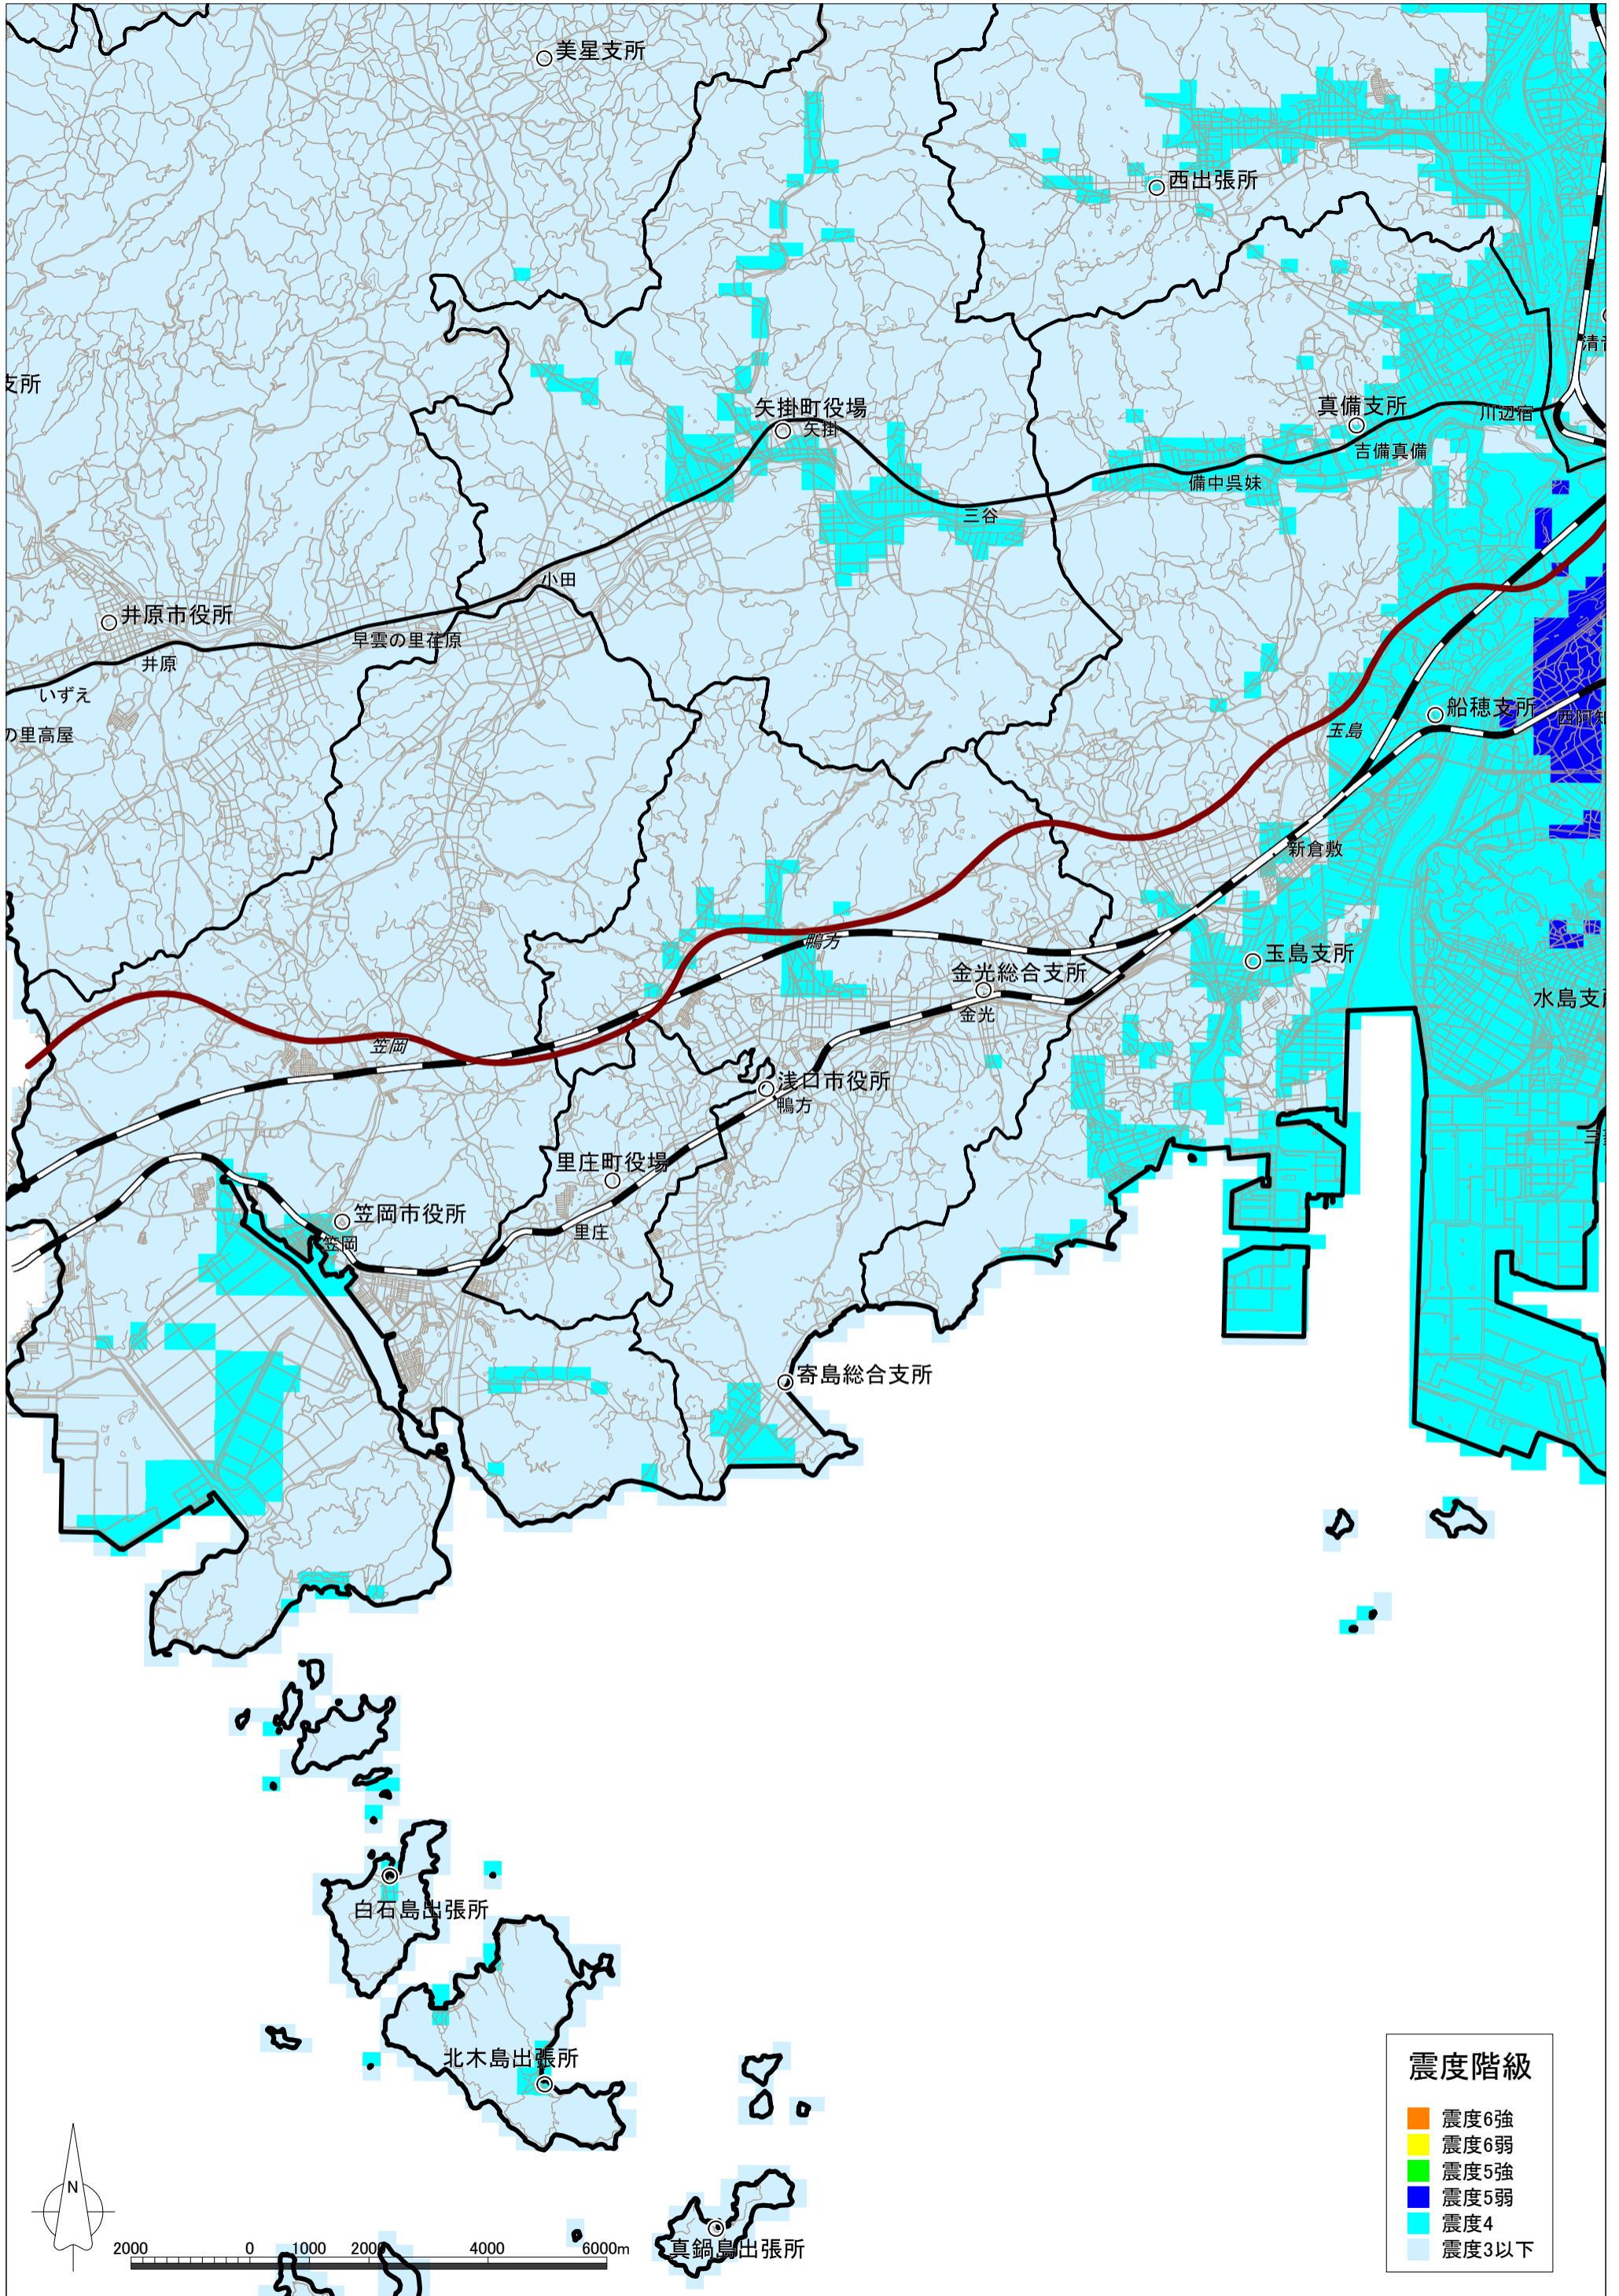 美星支所
西出張所
支所
矢掛町役場
矢掛
真備支所
川辺宿
吉備真備
備中呉妹
三谷
小田
井原市役所
早雲の里荏原
井原
いずえ
の里高屋
船穂支所
西阿知
玉島
新倉敷
鴨方
玉島支所
金光総合支所
金光
水島支所
笠岡
浅口市役所
鴨方
里庄町役場
笠岡市役所
里庄
笠岡
寄島総合支所
白石島出張所
北木島出張所
真鍋島出張所
N
2000 0 1000 2000 4000 6000m
震度階級
震度6強
震度6弱
震度5強
震度5弱
震度4
震度3以下